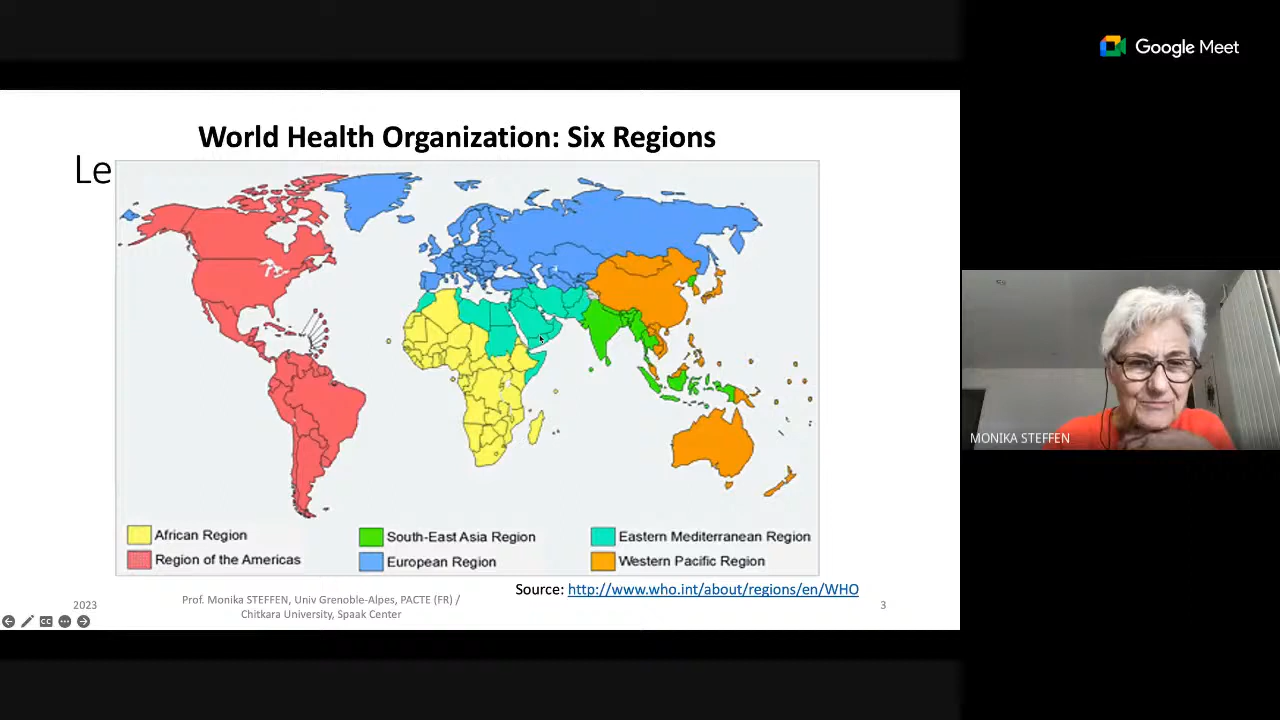 Google Meet
World Health Organization: Six Regions
Le
African Region
South-East Asia Region
Eastern Mediterranean Region
Region of the Americas
European Region
Western Pacific Region
Source: http://www.who.int/about/regions/en/WHO
2023
Prof. Monika STEFFEN, Univ Grenoble-Alpes, PACTE (FR) /
Chitkara University, Spaak Center
3
CC
MONIKA STEFFEN